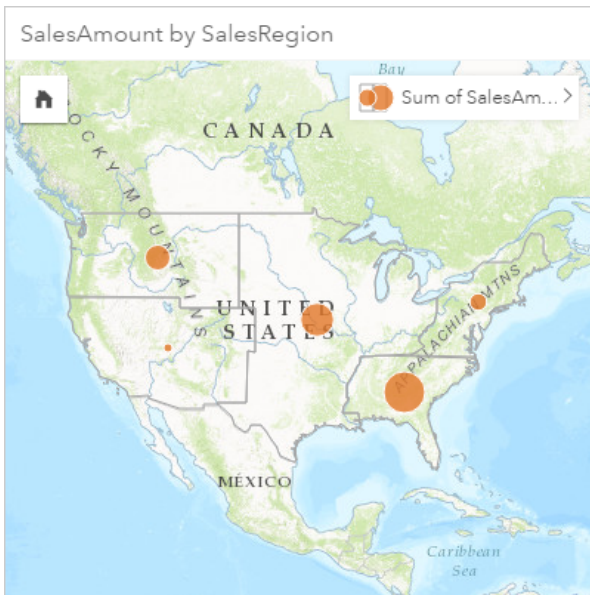 SalesAmount by SalesRegion
Bay
Sum of SalesAm...
CANADA
ROCKY MOUNTAINS
UNITED
STATES
APPALACHIAN MTNS
MÉXICO
Caribbean
Sea